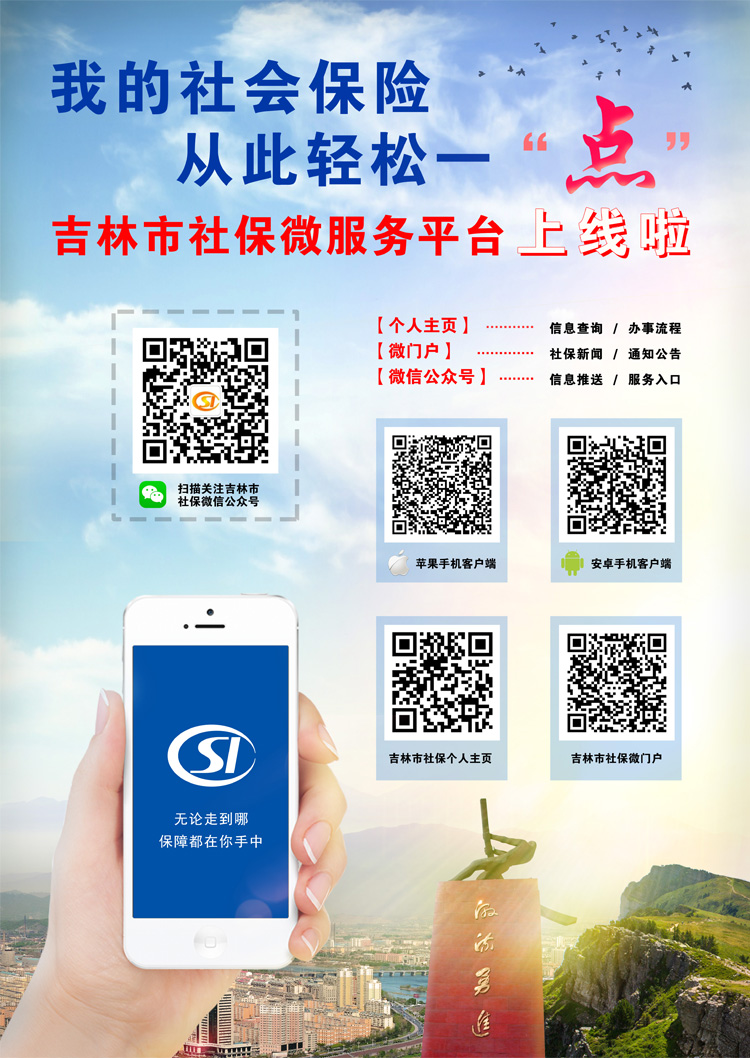 我的社会保险
从此轻松一“点”
吉林市社保微服务平台上线啦
【个人主页】 ··········· 信息查询 / 办事流程
【微门户】 ············· 社保新闻 / 通知公告
【微信公众号】 ········ 信息推送 / 服务入口
SI
扫描关注吉林市
社保微信公众号
苹果手机客户端
安卓手机客户端
吉林市社保个人主页
吉林市社保微门户
SI
无论走到哪
保障都在你手中